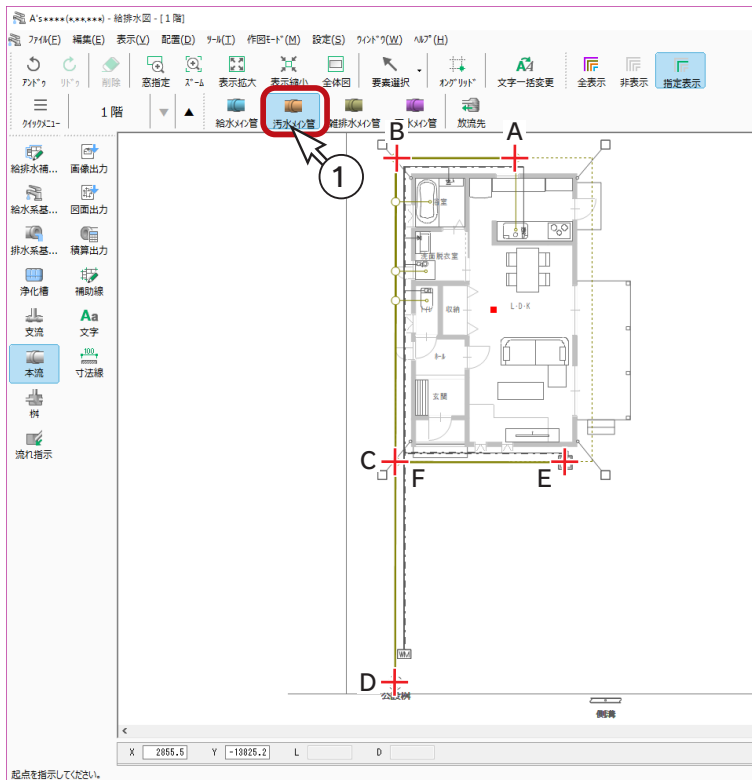 A's****(*,**,**) - 給排水図 - [1 階]
ファイル(F) 編集(E) 表示(V) 配置(D) ツール(T) 作図モード(M) 設定(S) ウィンドウ(W) ヘルプ(H)
アンドゥ リドゥ 削除 窓指定 ズーム 表示拡大 表示縮小 全体図 要素選択 オングリッド 文字一括変更 全表示 非表示 指定表示
クイックメニュー 1階 給水メイン管 汚水メイン管 雑排水メイン管 メイン管 放流先
1
B A
給排水補... 画像出力
給水系基... 図面出力
排水系基... 積算出力
浄化槽 補助線
支流 Aa 文字
本流 100 寸法線
桝
流れ指示
浴室
洗面脱衣室
トイレ 収納 L・D・K
ホール
玄関
C F E
WM
D
公設桝
側溝
X 2855.5 Y -13825.2 L D
起点を指示してください。